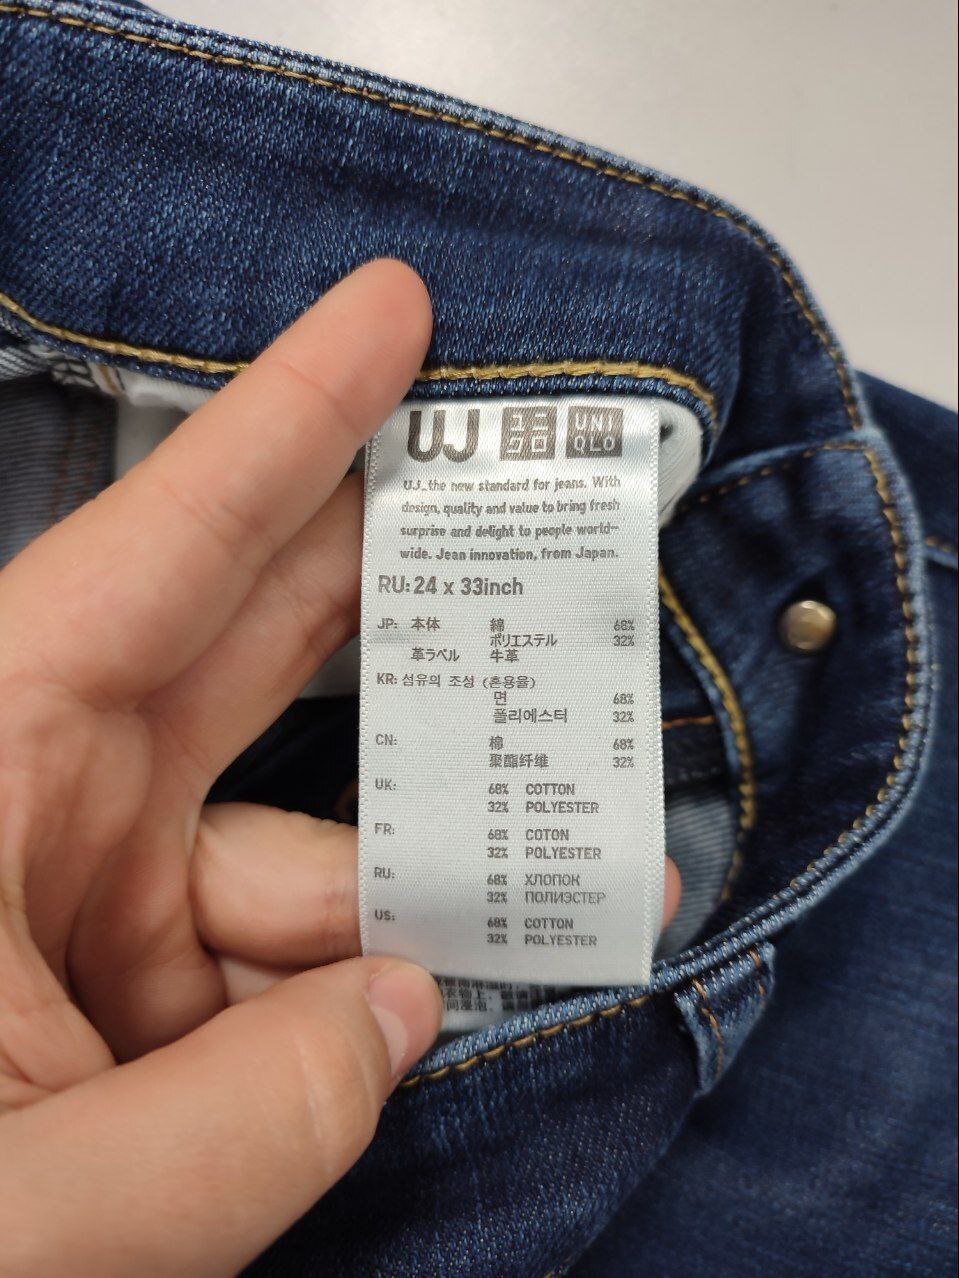 UJ ユニクロ UNIQLO
UJ_the new standard for jeans. With
design, quality and value to bring fresh
surprise and delight to people world-
wide. Jean innovation, from Japan.
RU: 24 x 33inch
JP: 本体 綿 68%
ポリエステル 32%
革ラベル 牛革
KR: 섬유의 조성 (혼용율)
면 68%
폴리에스터 32%
CN: 棉 68%
聚酯纤维 32%
UK: 68% COTTON
32% POLYESTER
FR: 68% COTON
32% POLYESTER
RU: 68% ХЛОПОК
32% ПОЛИЭСТЕР
US: 68% COTTON
32% POLYESTER